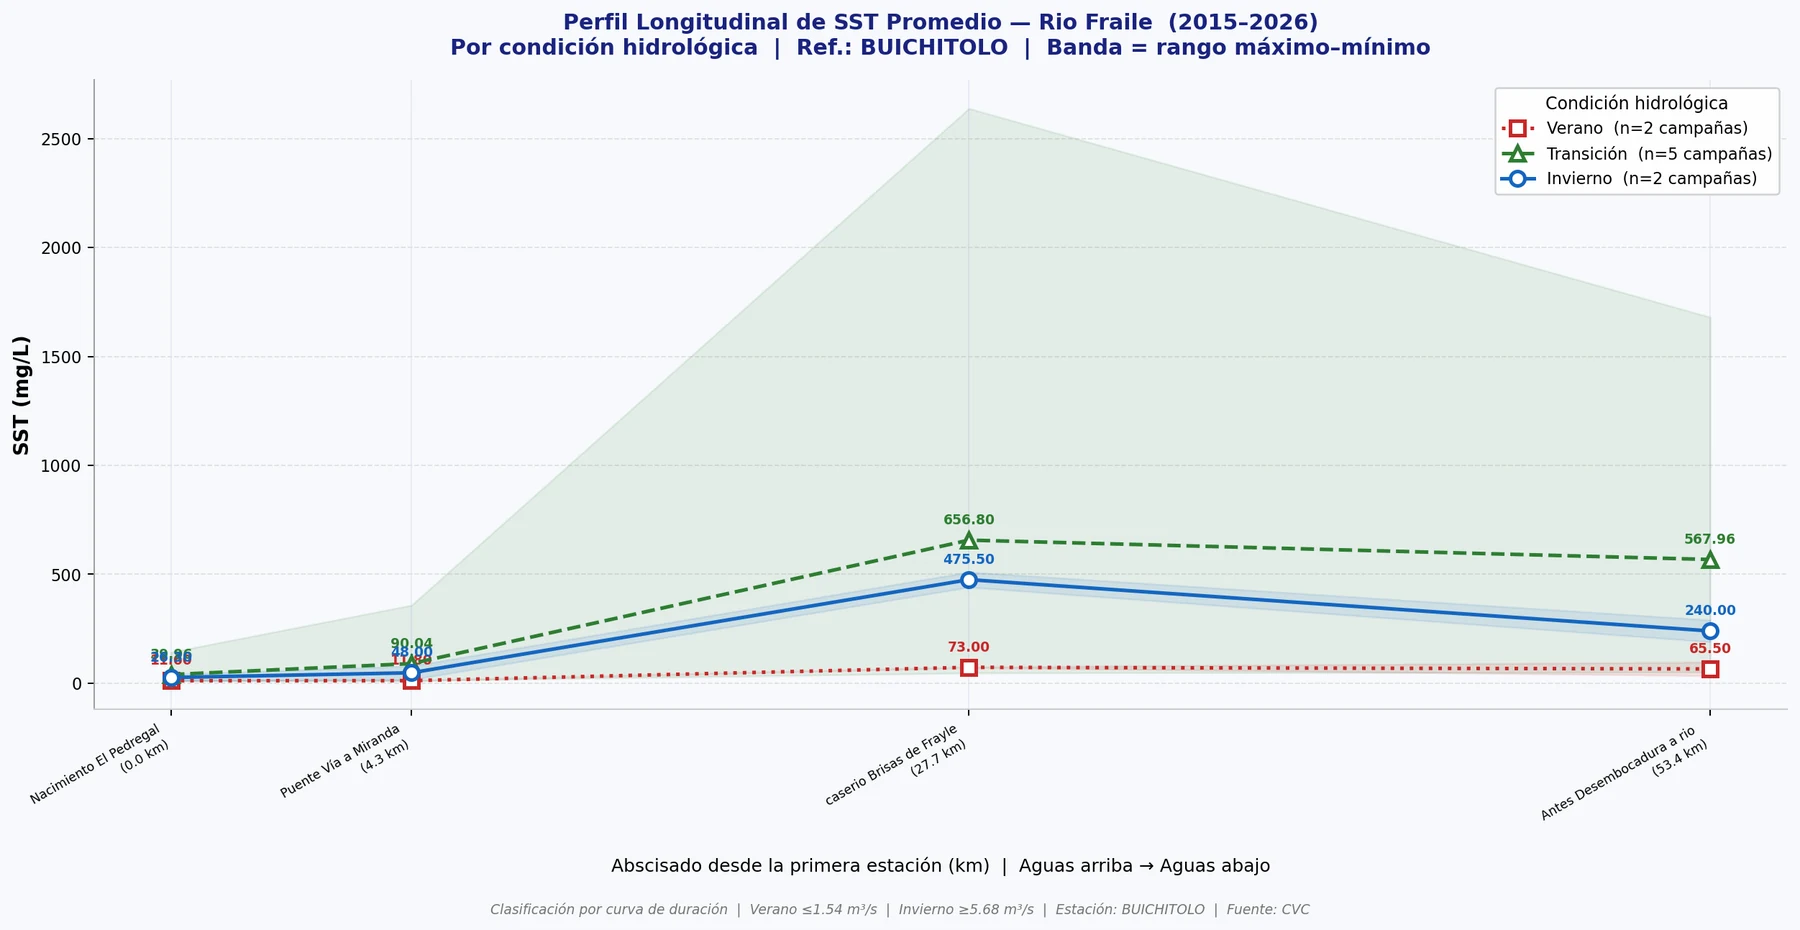 Perfil Longitudinal de SST Promedio — Rio Fraile  (2015–2026)
Por condición hidrológica  |  Ref.: BUICHITOLO  |  Banda = rango máximo–mínimo
Condición hidrológica
Verano  (n=2 campañas)
Transición  (n=5 campañas)
Invierno  (n=2 campañas)
SST (mg/L)
2500
2000
1500
1000
500
0
656.80
475.50
73.00
567.96
240.00
65.50
90.04
48.00
Nacimiento El Pedregal
(0.0 km)
Puente Vía a Miranda
(4.3 km)
caserio Brisas de Frayle
(27.7 km)
Antes Desembocadura a rio
(53.4 km)
Abscisado desde la primera estación (km)  |  Aguas arriba → Aguas abajo
Clasificación por curva de duración  |  Verano ≤1.54 m³/s  |  Invierno ≥5.68 m³/s  |  Estación: BUICHITOLO  |  Fuente: CVC